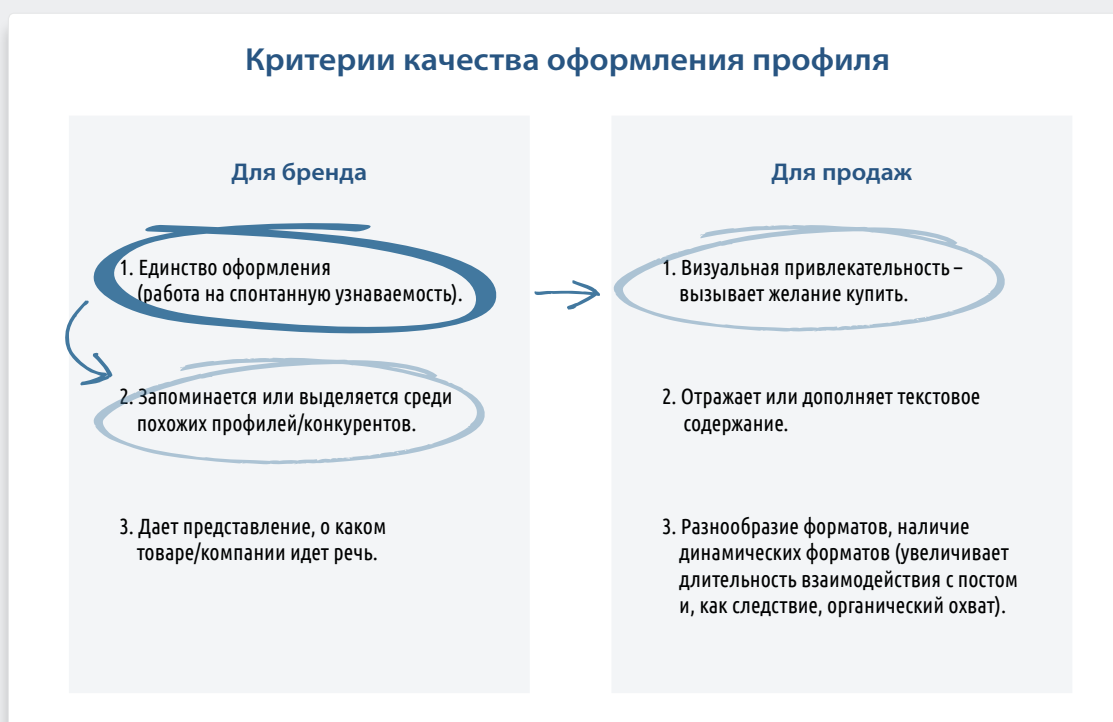 Критерии качества оформления профиля
Для бренда
1. Единство оформления
(работа на спонтанную узнаваемость).
2. Запоминается или выделяется среди
похожих профилей/конкурентов.
3. Дает представление, о каком
товаре/компании идет речь.
Для продаж
1. Визуальная привлекательность –
вызывает желание купить.
2. Отражает или дополняет текстовое
содержание.
3. Разнообразие форматов, наличие
динамических форматов (увеличивает
длительность взаимодействия с постом
и, как следствие, органический охват).